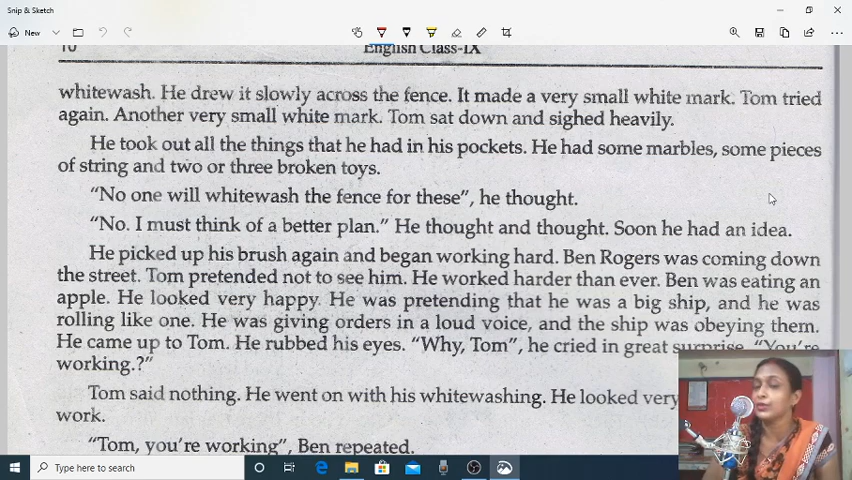 Snip & Sketch
New
10 English Class-IX
whitewash. He drew it slowly across the fence. It made a very small white mark. Tom tried
again. Another very small white mark. Tom sat down and sighed heavily.
He took out all the things that he had in his pockets. He had some marbles, some pieces
of string and two or three broken toys.
“No one will whitewash the fence for these”, he thought.
“No. I must think of a better plan.” He thought and thought. Soon he had an idea.
He picked up his brush again and began working hard. Ben Rogers was coming down
the street. Tom pretended not to see him. He worked harder than ever. Ben was eating an
apple. He looked very happy. He was pretending that he was a big ship, and he was
rolling like one. He was giving orders in a loud voice, and the ship was obeying them.
He came up to Tom. He rubbed his eyes. “Why, Tom”, he cried in great surprise. “You're
working.?”
Tom said nothing. He went on with his whitewashing. He looked very
work.
“Tom, you're working”, Ben repeated.
Type here to search